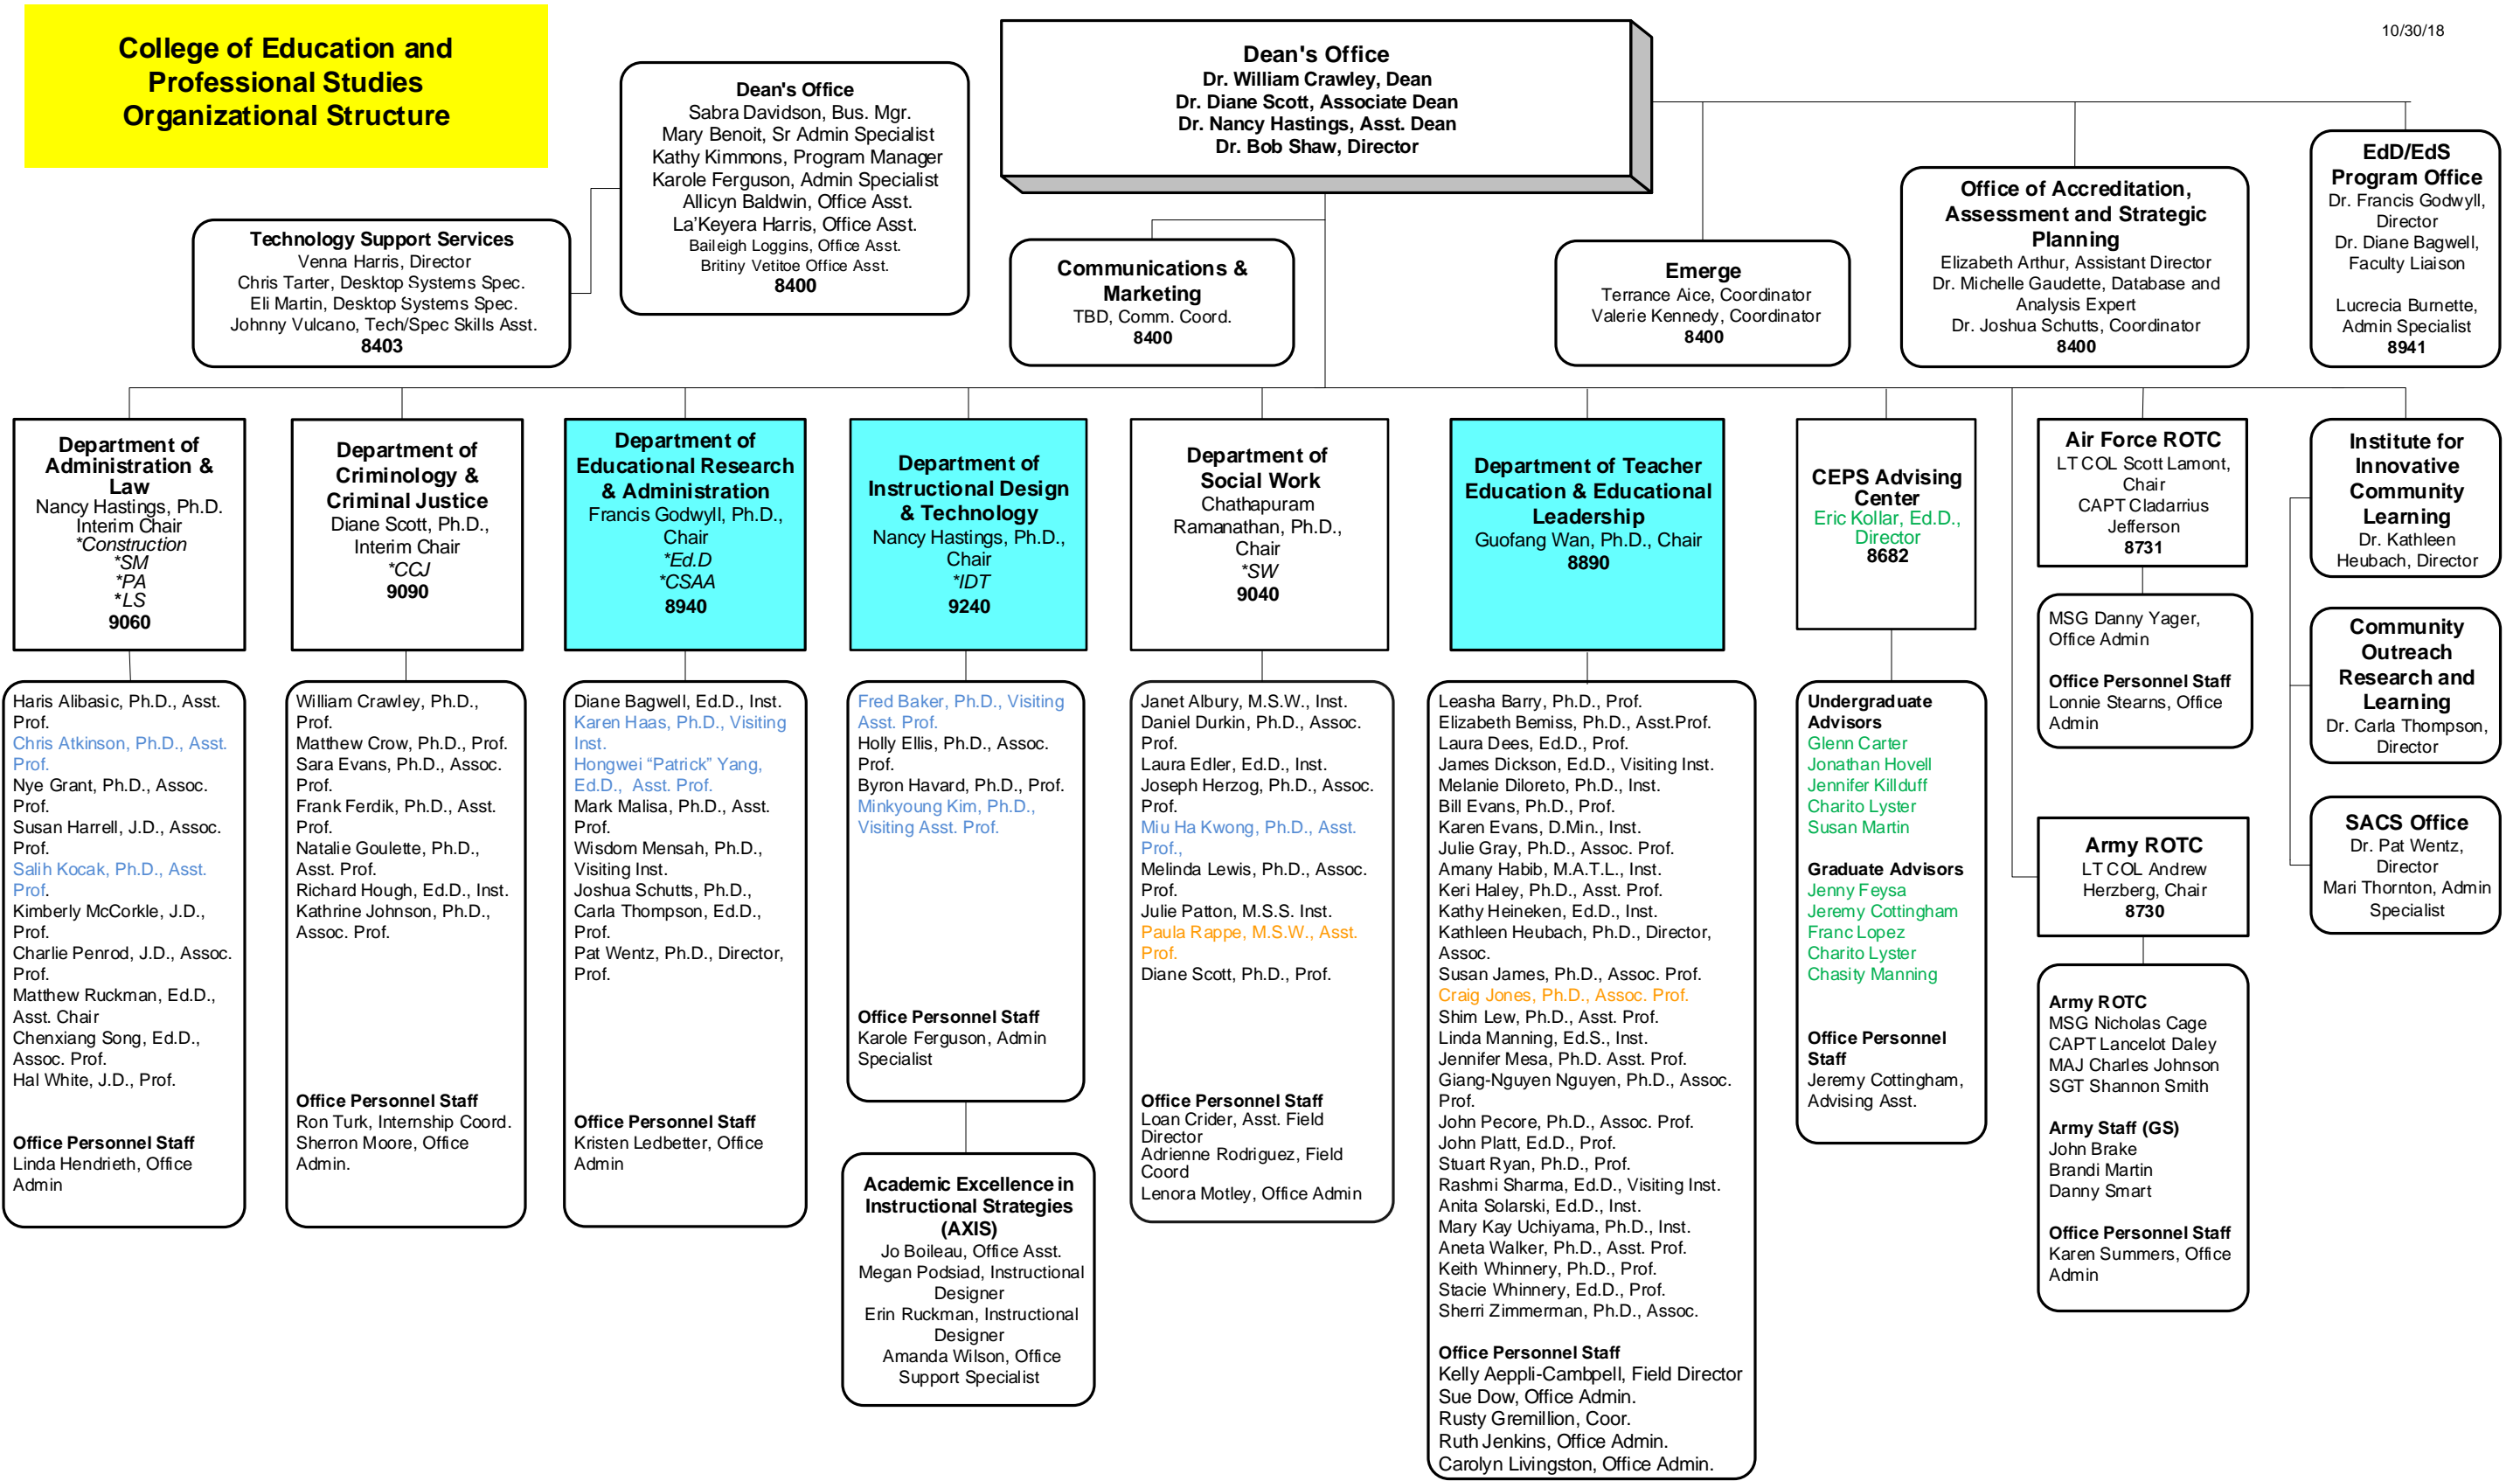 College of Education and
Professional Studies
Organizational Structure
10/30/18
Dean's Office
Dr. William Crawley, Dean
Dr. Diane Scott, Associate Dean
Dr. Nancy Hastings, Asst. Dean
Dr. Bob Shaw, Director
Dean's Office
Sabra Davidson, Bus. Mgr.
Mary Benoit, Sr Admin Specialist
Kathy Kimmons, Program Manager
Karole Ferguson, Admin Specialist
Allicyn Baldwin, Office Asst.
La'Keyera Harris, Office Asst.
Baileigh Loggins, Office Asst.
Britiny Vetitoe Office Asst.
8400
Technology Support Services
Venna Harris, Director
Chris Tarter, Desktop Systems Spec.
Eli Martin, Desktop Systems Spec.
Johnny Vulcano, Tech/Spec Skills Asst.
8403
Communications &
Marketing
TBD, Comm. Coord.
8400
Emerge
Terrance Aice, Coordinator
Valerie Kennedy, Coordinator
8400
Office of Accreditation,
Assessment and Strategic
Planning
Elizabeth Arthur, Assistant Director
Dr. Michelle Gaudette, Database and
Analysis Expert
Dr. Joshua Schutts, Coordinator
8400
EdD/EdS
Program Office
Dr. Francis Godwyll,
Director
Dr. Diane Bagwell,
Faculty Liaison
Lucrecia Burnette,
Admin Specialist
8941
Department of
Administration &
Law
Nancy Hastings, Ph.D.
Interim Chair
*Construction
*SM
*PA
*LS
9060
Department of
Criminology &
Criminal Justice
Diane Scott, Ph.D.,
Interim Chair
*CCJ
9090
Department of
Educational Research
& Administration
Francis Godwyll, Ph.D.,
Chair
*Ed.D
*CSAA
8940
Department of
Instructional Design
& Technology
Nancy Hastings, Ph.D.,
Chair
*IDT
9240
Department of
Social Work
Chathapuram
Ramanathan, Ph.D.,
Chair
*SW
9040
Department of Teacher
Education & Educational
Leadership
Guofang Wan, Ph.D., Chair
8890
CEPS Advising
Center
Eric Kollar, Ed.D.,
Director
8682
Air Force ROTC
LT COL Scott Lamont,
Chair
CAPT Cladarrius
Jefferson
8731
Institute for
Innovative
Community
Learning
Dr. Kathleen
Heubach, Director
MSG Danny Yager,
Office Admin
Office Personnel Staff
Lonnie Stearns, Office
Admin
Community
Outreach
Research and
Learning
Dr. Carla Thompson,
Director
SACS Office
Dr. Pat Wentz,
Director
Mari Thornton, Admin
Specialist
Army ROTC
LT COL Andrew
Herzberg, Chair
8730
Army ROTC
MSG Nicholas Cage
CAPT Lancelot Daley
MAJ Charles Johnson
SGT Shannon Smith
Army Staff (GS)
John Brake
Brandi Martin
Danny Smart
Office Personnel Staff
Karen Summers, Office
Admin
Haris Alibasic, Ph.D., Asst.
Prof.
Chris Atkinson, Ph.D., Asst.
Prof.
Nye Grant, Ph.D., Assoc.
Prof.
Susan Harrell, J.D., Assoc.
Prof.
Salih Kocak, Ph.D., Asst.
Prof.
Kimberly McCorkle, J.D.,
Prof.
Charlie Penrod, J.D., Assoc.
Prof.
Matthew Ruckman, Ed.D.,
Asst. Chair
Chenxiang Song, Ed.D.,
Assoc. Prof.
Hal White, J.D., Prof.
Office Personnel Staff
Linda Hendrieth, Office
Admin
William Crawley, Ph.D.,
Prof.
Matthew Crow, Ph.D., Prof.
Sara Evans, Ph.D., Assoc.
Prof.
Frank Ferdik, Ph.D., Asst.
Prof.
Natalie Goulette, Ph.D.,
Asst. Prof.
Richard Hough, Ed.D., Inst.
Kathrine Johnson, Ph.D.,
Assoc. Prof.
Office Personnel Staff
Ron Turk, Internship Coord.
Sherron Moore, Office
Admin.
Diane Bagwell, Ed.D., Inst.
Karen Haas, Ph.D., Visiting
Inst.
Hongwei “Patrick” Yang,
Ed.D., Asst. Prof.
Mark Malisa, Ph.D., Asst.
Prof.
Wisdom Mensah, Ph.D.,
Visiting Inst.
Joshua Schutts, Ph.D.,
Carla Thompson, Ed.D.,
Prof.
Pat Wentz, Ph.D., Director,
Prof.
Office Personnel Staff
Kristen Ledbetter, Office
Admin
Fred Baker, Ph.D., Visiting
Asst. Prof.
Holly Ellis, Ph.D., Assoc.
Prof.
Byron Havard, Ph.D., Prof.
Minkyoung Kim, Ph.D.,
Visiting Asst. Prof.
Office Personnel Staff
Karole Ferguson, Admin
Specialist
Academic Excellence in
Instructional Strategies
(AXIS)
Jo Boileau, Office Asst.
Megan Podsiad, Instructional
Designer
Erin Ruckman, Instructional
Designer
Amanda Wilson, Office
Support Specialist
Janet Albury, M.S.W., Inst.
Daniel Durkin, Ph.D., Assoc.
Prof.
Laura Edler, Ed.D., Inst.
Joseph Herzog, Ph.D., Assoc.
Prof.
Miu Ha Kwong, Ph.D., Asst.
Prof.,
Melinda Lewis, Ph.D., Assoc.
Prof.
Julie Patton, M.S.S. Inst.
Paula Rappe, M.S.W., Asst.
Prof.
Diane Scott, Ph.D., Prof.
Office Personnel Staff
Loan Crider, Asst. Field
Director
Adrienne Rodriguez, Field
Coord
Lenora Motley, Office Admin
Leasha Barry, Ph.D., Prof.
Elizabeth Bemiss, Ph.D., Asst.Prof.
Laura Dees, Ed.D., Prof.
James Dickson, Ed.D., Visiting Inst.
Melanie Diloreto, Ph.D., Inst.
Bill Evans, Ph.D., Prof.
Karen Evans, D.Min., Inst.
Julie Gray, Ph.D., Assoc. Prof.
Amany Habib, M.A.T.L., Inst.
Keri Haley, Ph.D., Asst. Prof.
Kathy Heineken, Ed.D., Inst.
Kathleen Heubach, Ph.D., Director,
Assoc.
Susan James, Ph.D., Assoc. Prof.
Craig Jones, Ph.D., Assoc. Prof.
Shim Lew, Ph.D., Asst. Prof.
Linda Manning, Ed.S., Inst.
Jennifer Mesa, Ph.D. Asst. Prof.
Giang-Nguyen Nguyen, Ph.D., Assoc.
Prof.
John Pecore, Ph.D., Assoc. Prof.
John Platt, Ed.D., Prof.
Stuart Ryan, Ph.D., Prof.
Rashmi Sharma, Ed.D., Visiting Inst.
Anita Solarski, Ed.D., Inst.
Mary Kay Uchiyama, Ph.D., Inst.
Aneta Walker, Ph.D., Asst. Prof.
Keith Whinnery, Ph.D., Prof.
Stacie Whinnery, Ed.D., Prof.
Sherri Zimmerman, Ph.D., Assoc.
Office Personnel Staff
Kelly Aeppli-Cambpell, Field Director
Sue Dow, Office Admin.
Rusty Gremillion, Coor.
Ruth Jenkins, Office Admin.
Carolyn Livingston, Office Admin.
Undergraduate
Advisors
Glenn Carter
Jonathan Hovell
Jennifer Killduff
Charito Lyster
Susan Martin
Graduate Advisors
Jenny Feysa
Jeremy Cottingham
Franc Lopez
Charito Lyster
Chasity Manning
Office Personnel
Staff
Jeremy Cottingham,
Advising Asst.